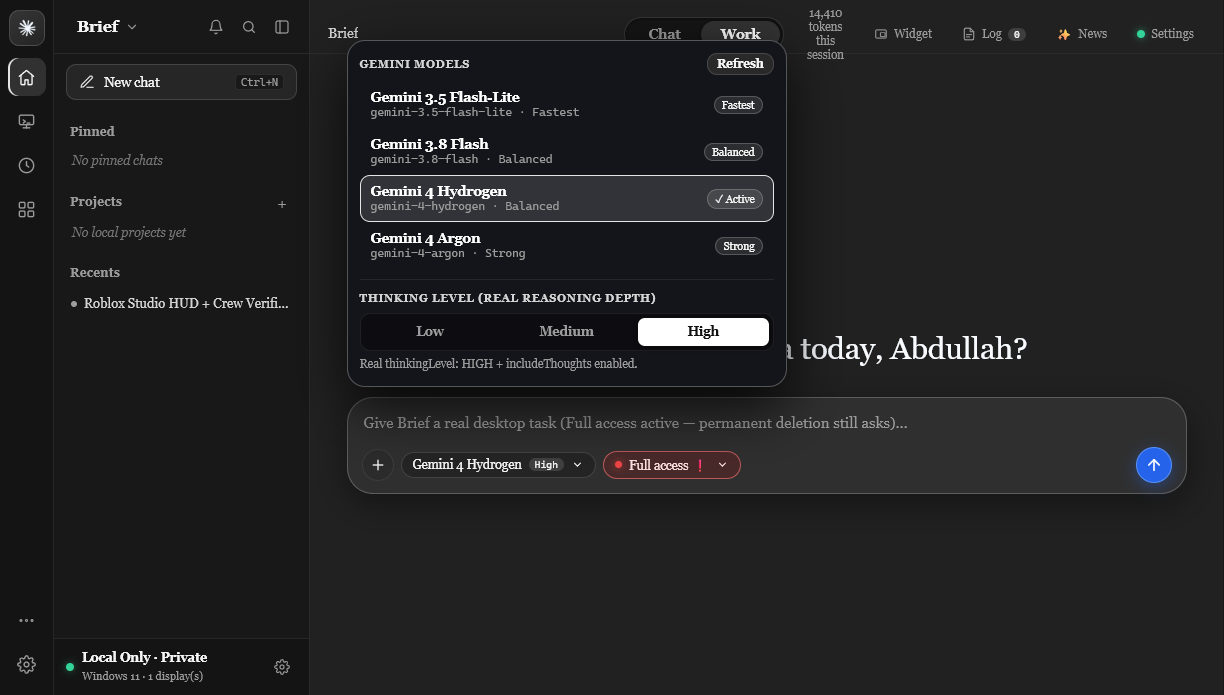 Brief
New chat
Ctrl+N
Pinned
No pinned chats
Projects
+
No local projects yet
Recents
Roblox Studio HUD + Crew Verifi...
Local Only · Private
Windows 11 · 1 display(s)
Brief
Chat
Work
14,410
tokens
this
session
Widget
Log 0
News
Settings
GEMINI MODELS
Refresh
Gemini 3.5 Flash-Lite
gemini-3.5-flash-lite · Fastest
Fastest
Gemini 3.8 Flash
gemini-3.8-flash · Balanced
Balanced
Gemini 4 Hydrogen
gemini-4-hydrogen · Balanced
✓ Active
Gemini 4 Argon
gemini-4-argon · Strong
Strong
THINKING LEVEL (REAL REASONING DEPTH)
Low
Medium
High
Real thinkingLevel: HIGH + includeThoughts enabled.
today, Abdullah?
Give Brief a real desktop task (Full access active — permanent deletion still asks)...
+
Gemini 4 Hydrogen High
Full access ❗